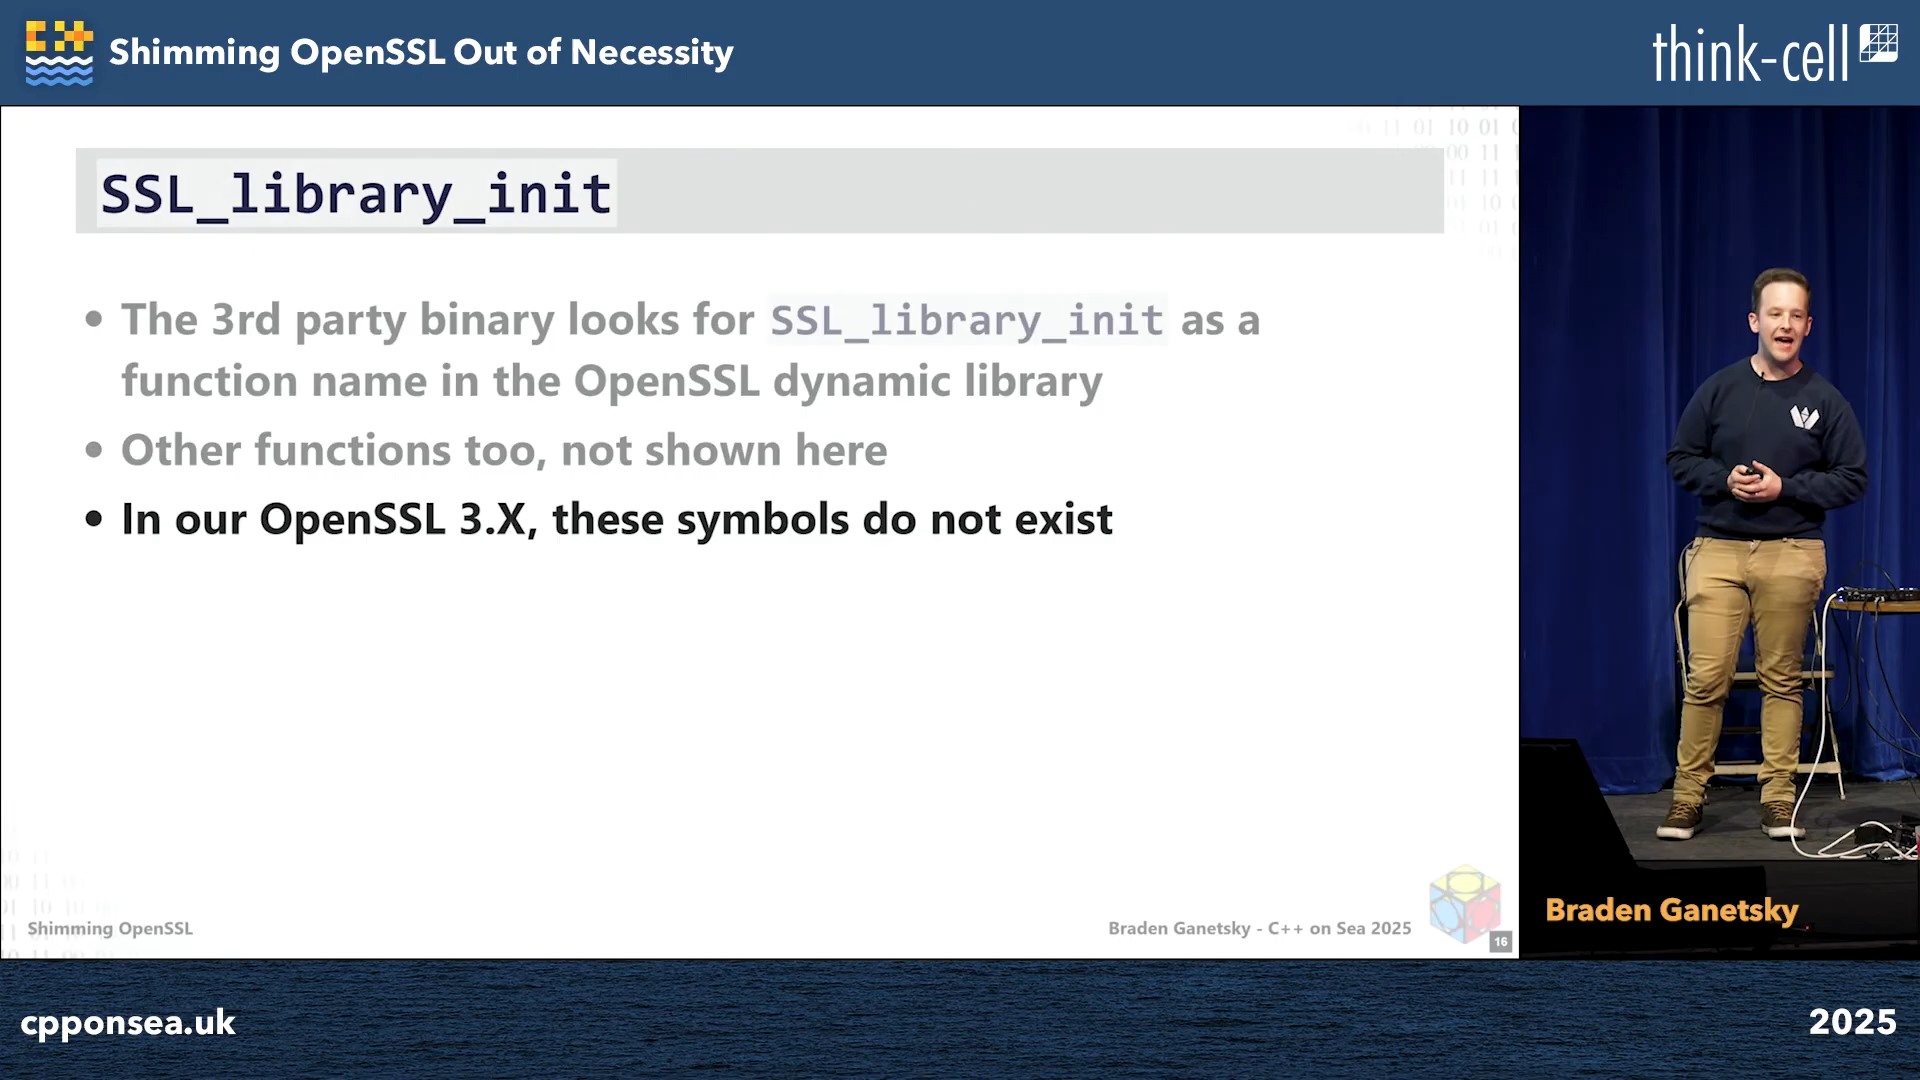 Shimming OpenSSL Out of Necessity
think-cell
SSL_library_init
• The 3rd party binary looks for SSL_library_init as a
function name in the OpenSSL dynamic library
• Other functions too, not shown here
• In our OpenSSL 3.X, these symbols do not exist
Shimming OpenSSL
Braden Ganetsky - C++ on Sea 2025
16
Braden Ganetsky
cpponsea.uk
2025